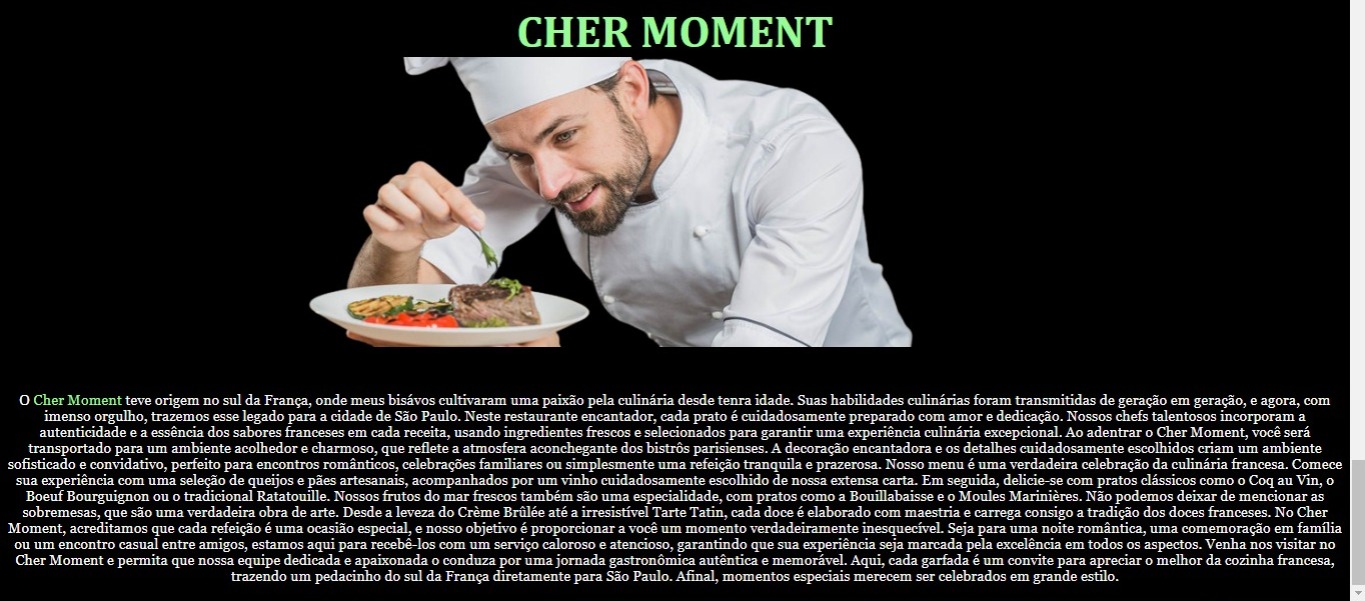 CHER MOMENT
O Cher Moment teve origem no sul da França, onde meus bisávos cultivaram uma paixão pela culinária desde tenra idade. Suas habilidades culinárias foram transmitidas de geração em geração, e agora, com
imenso orgulho, trazemos esse legado para a cidade de São Paulo. Neste restaurante encantador, cada prato é cuidadosamente preparado com amor e dedicação. Nossos chefs talentosos incorporam a
autenticidade e a essência dos sabores franceses em cada receita, usando ingredientes frescos e selecionados para garantir uma experiência culinária excepcional. Ao adentrar o Cher Moment, você será
transportado para um ambiente acolhedor e charmoso, que reflete a atmosfera aconchegante dos bistrôs parisienses. A decoração encantadora e os detalhes cuidadosamente escolhidos criam um ambiente
sofisticado e convidativo, perfeito para encontros românticos, celebrações familiares ou simplesmente uma refeição tranquila e prazerosa. Nosso menu é uma verdadeira celebração da culinária francesa. Comece
sua experiência com uma seleção de queijos e pães artesanais, acompanhados por um vinho cuidadosamente escolhido de nossa extensa carta. Em seguida, delicie-se com pratos clássicos como o Coq au Vin, o
Boeuf Bourguignon ou o tradicional Ratatouille. Nossos frutos do mar frescos também são uma especialidade, com pratos como a Bouillabaisse e o Moules Marinières. Não podemos deixar de mencionar as
sobremesas, que são uma verdadeira obra de arte. Desde a leveza do Crème Brûlée até a irresistível Tarte Tatin, cada doce é elaborado com maestria e carrega consigo a tradição dos doces franceses. No Cher
Moment, acreditamos que cada refeição é uma ocasião especial, e nosso objetivo é proporcionar a você um momento verdadeiramente inesquecível. Seja para uma noite romântica, uma comemoração em família
ou um encontro casual entre amigos, estamos aqui para recebê-los com um serviço caloroso e atencioso, garantindo que sua experiência seja marcada pela excelência em todos os aspectos. Venha nos visitar no
Cher Moment e permita que nossa equipe dedicada e apaixonada o conduza por uma jornada gastronômica autêntica e memorável. Aqui, cada garfada é um convite para apreciar o melhor da cozinha francesa,
trazendo um pedacinho do sul da França diretamente para São Paulo. Afinal, momentos especiais merecem ser celebrados em grande estilo.